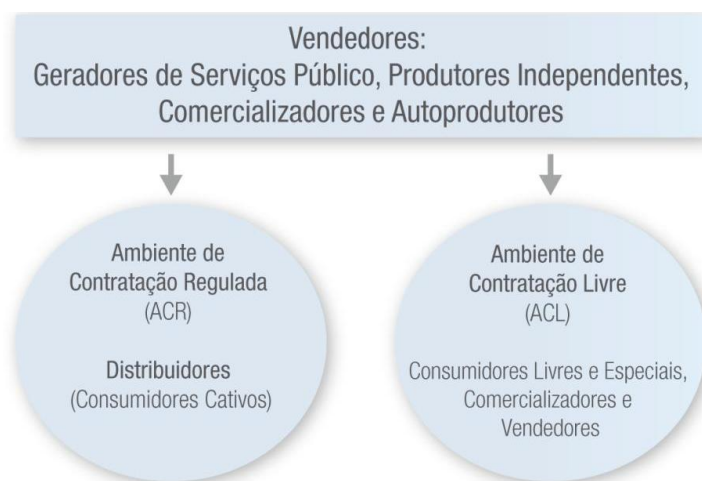 Vendedores:
Geradores de Serviços Público, Produtores Independentes,
Comercializadores e Autoprodutores
Ambiente de
Contratação Regulada
(ACR)
Distribuidores
(Consumidores Cativos)
Ambiente de
Contratação Livre
(ACL)
Consumidores Livres e Especiais,
Comercializadores e
Vendedores